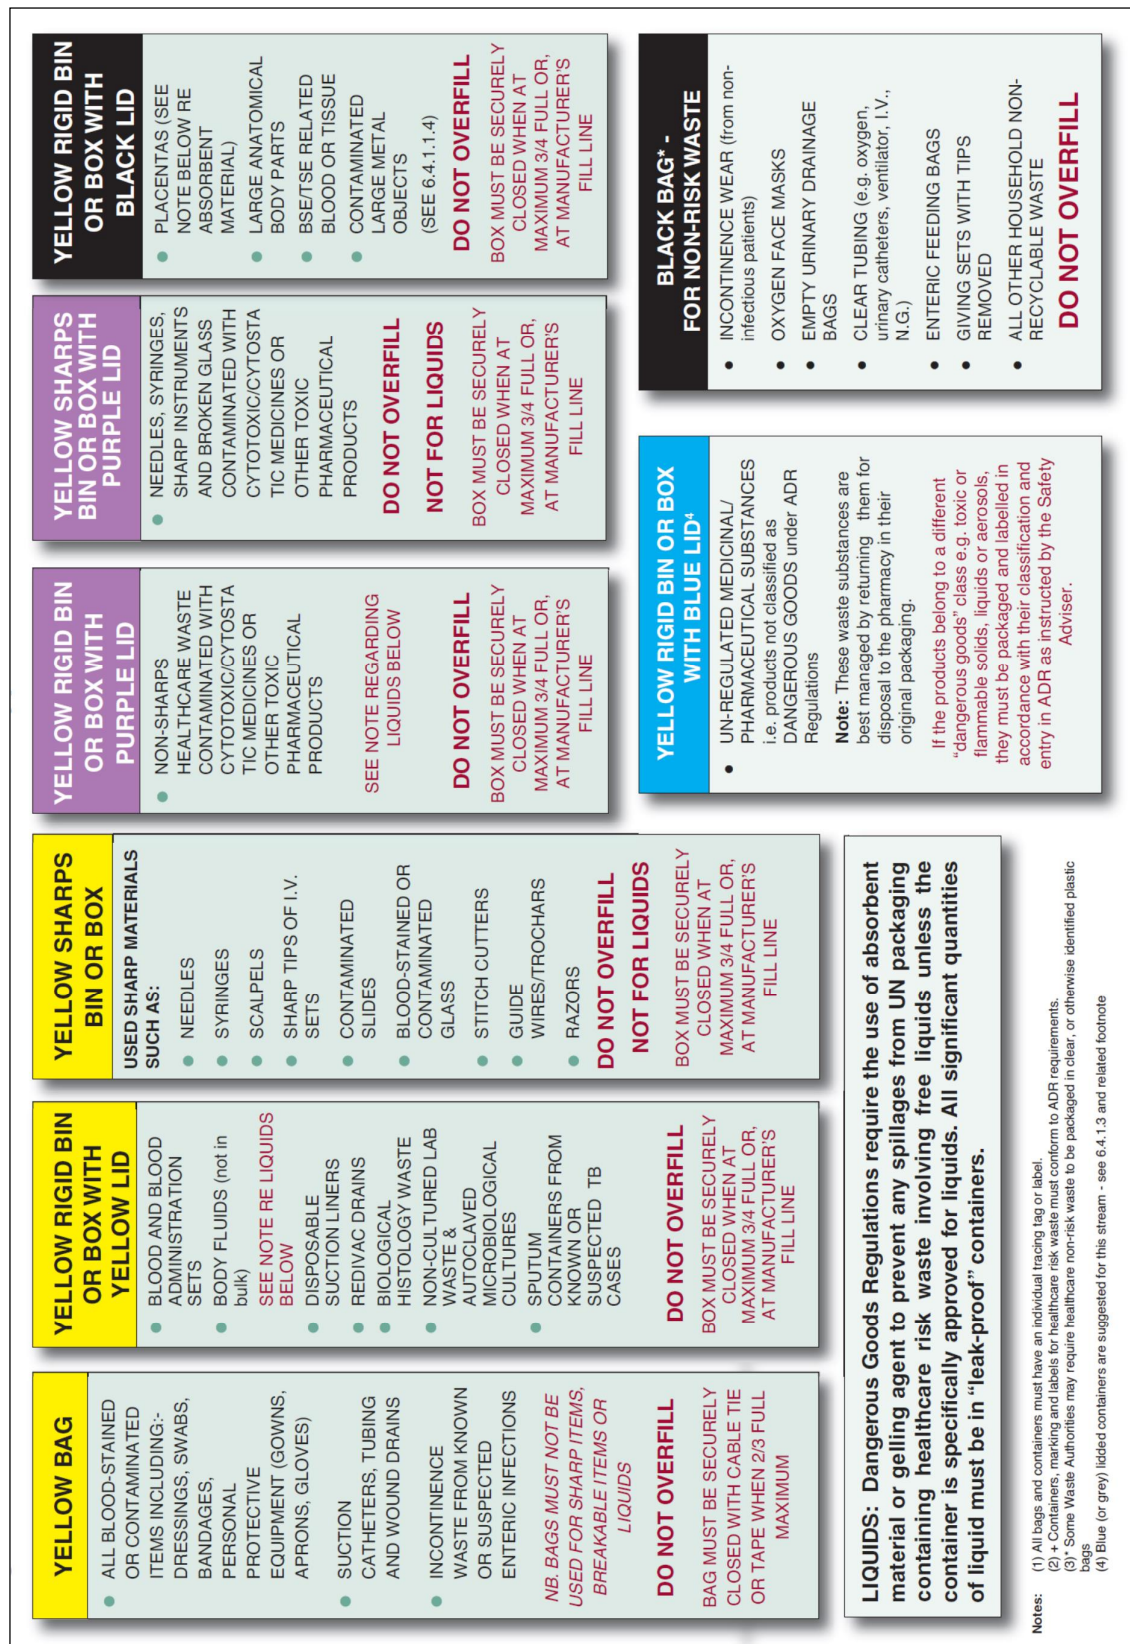 YELLOW BAG
ALL BLOOD-STAINED
OR CONTAMINATED
ITEMS INCLUDING:-
DRESSINGS, SWABS,
BANDAGES,
PERSONAL
PROTECTIVE
EQUIPMENT (GOWNS,
APRONS, GLOVES)
SUCTION
CATHETERS, TUBING
AND WOUND DRAINS
INCONTINENCE
WASTE FROM KNOWN
OR SUSPECTED
ENTERIC INFECTIONS
NB. BAGS MUST NOT BE
USED FOR SHARP ITEMS,
BREAKABLE ITEMS OR
LIQUIDS
DO NOT OVERFILL
BAG MUST BE SECURELY
CLOSED WITH CABLE TIE
OR TAPE WHEN 2/3 FULL
MAXIMUM
YELLOW RIGID BIN
OR BOX WITH
YELLOW LID
BLOOD AND BLOOD
ADMINISTRATION
SETS
BODY FLUIDS (not in
bulk)
SEE NOTE RE LIQUIDS
BELOW
DISPOSABLE
SUCTION LINERS
REDIVAC DRAINS
BIOLOGICAL
HISTOLOGY WASTE
NON-CULTURED LAB
WASTE &
AUTOCLAVED
MICROBIOLOGICAL
CULTURES
SPUTUM
CONTAINERS FROM
KNOWN OR
SUSPECTED TB
CASES
DO NOT OVERFILL
BOX MUST BE SECURELY
CLOSED WHEN AT
MAXIMUM 3/4 FULL OR,
AT MANUFACTURER'S
FILL LINE
YELLOW SHARPS
BIN OR BOX
USED SHARP MATERIALS
SUCH AS:
NEEDLES
SYRINGES
SCALPELS
SHARP TIPS OF I.V.
SETS
CONTAMINATED
SLIDES
BLOOD-STAINED OR
CONTAMINATED
GLASS
STITCH CUTTERS
GUIDE
WIRES/TROCHARS
RAZORS
DO NOT OVERFILL
NOT FOR LIQUIDS
BOX MUST BE SECURELY
CLOSED WHEN AT
MAXIMUM 3/4 FULL OR,
AT MANUFACTURER'S
FILL LINE
YELLOW RIGID BIN
OR BOX WITH
PURPLE LID
NON-SHARPS
HEALTHCARE WASTE
CONTAMINATED WITH
CYTOTOXIC/CYTOSTA
TIC MEDICINES OR
OTHER TOXIC
PHARMACEUTICAL
PRODUCTS
SEE NOTE REGARDING
LIQUIDS BELOW
DO NOT OVERFILL
BOX MUST BE SECURELY
CLOSED WHEN AT
MAXIMUM 3/4 FULL OR,
AT MANUFACTURER'S
FILL LINE
YELLOW SHARPS
BIN OR BOX WITH
PURPLE LID
NEEDLES, SYRINGES,
SHARP INSTRUMENTS
AND BROKEN GLASS
CONTAMINATED WITH
CYTOTOXIC/CYTOSTA
TIC MEDICINES OR
OTHER TOXIC
PHARMACEUTICAL
PRODUCTS
DO NOT OVERFILL
NOT FOR LIQUIDS
BOX MUST BE SECURELY
CLOSED WHEN AT
MAXIMUM 3/4 FULL OR,
AT MANUFACTURER'S
FILL LINE
YELLOW RIGID BIN
OR BOX WITH
BLACK LID
PLACENTAS (SEE
NOTE BELOW RE
ABSORBENT
MATERIAL)
LARGE ANATOMICAL
BODY PARTS
BSE/TSE RELATED
BLOOD OR TISSUE
CONTAMINATED
LARGE METAL
OBJECTS
(SEE 6.4.1.1.4)
DO NOT OVERFILL
BOX MUST BE SECURELY
CLOSED WHEN AT
MAXIMUM 3/4 FULL OR,
AT MANUFACTURER'S
FILL LINE
LIQUIDS: Dangerous Goods Regulations require the use of absorbent
material or gelling agent to prevent any spillages from UN packaging
containing healthcare risk waste involving free liquids unless the
container is specifically approved for liquids. All significant quantities
of liquid must be in "leak-proof" containers.
YELLOW RIGID BIN OR BOX
WITH BLUE LID4
UN-REGULATED MEDICINAL/
PHARMACEUTICAL SUBSTANCES
i.e. products not classified as
DANGEROUS GOODS under ADR
Regulations
Note: These waste substances are
best managed by returning them for
disposal to the pharmacy in their
original packaging.
If the products belong to a different
"dangerous goods" class e.g. toxic or
flammable solids, liquids or aerosols,
they must be packaged and labelled in
accordance with their classification and
entry in ADR as instructed by the Safety
Adviser.
BLACK BAG* -
FOR NON-RISK WASTE
INCONTINENCE WEAR (from non-
infectious patients)
OXYGEN FACE MASKS
EMPTY URINARY DRAINAGE
BAGS
CLEAR TUBING (e.g. oxygen,
urinary catheters, ventilator, I.V.,
N.G.)
ENTERIC FEEDING BAGS
GIVING SETS WITH TIPS
REMOVED
ALL OTHER HOUSEHOLD NON-
RECYCLABLE WASTE
DO NOT OVERFILL
Notes: (1) All bags and containers must have an individual tracing tag or label.
(2) + Containers, marking and labels for healthcare risk waste must conform to ADR requirements.
(3)* Some Waste Authorities may require healthcare non-risk waste to be packaged in clear, or otherwise identified plastic
bags
(4) Blue (or grey) lidded containers are suggested for this stream - see 6.4.1.3 and related footnote